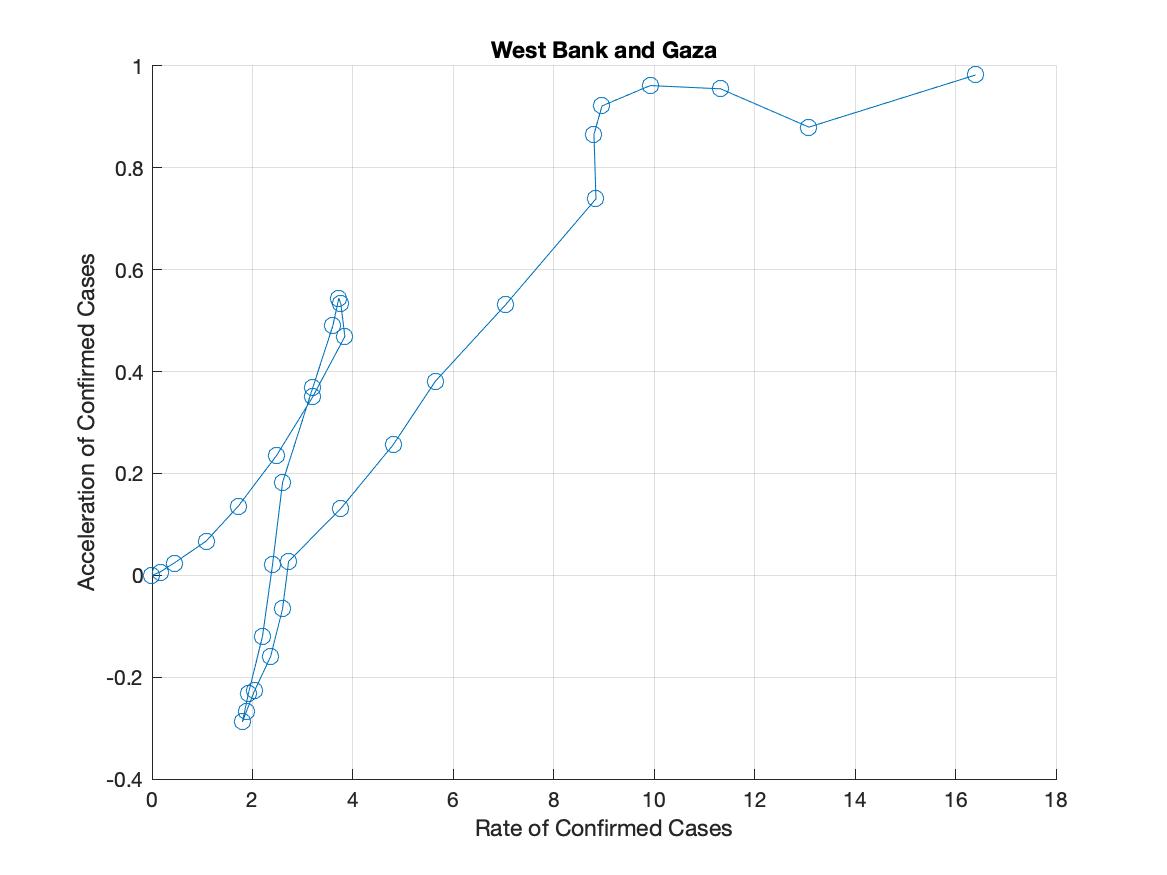 West Bank and Gaza
1
0.8
0.6
0.4
0.2
0
-0.2
-0.4
Acceleration of Confirmed Cases
0 2 4 6 8 10 12 14 16 18
Rate of Confirmed Cases